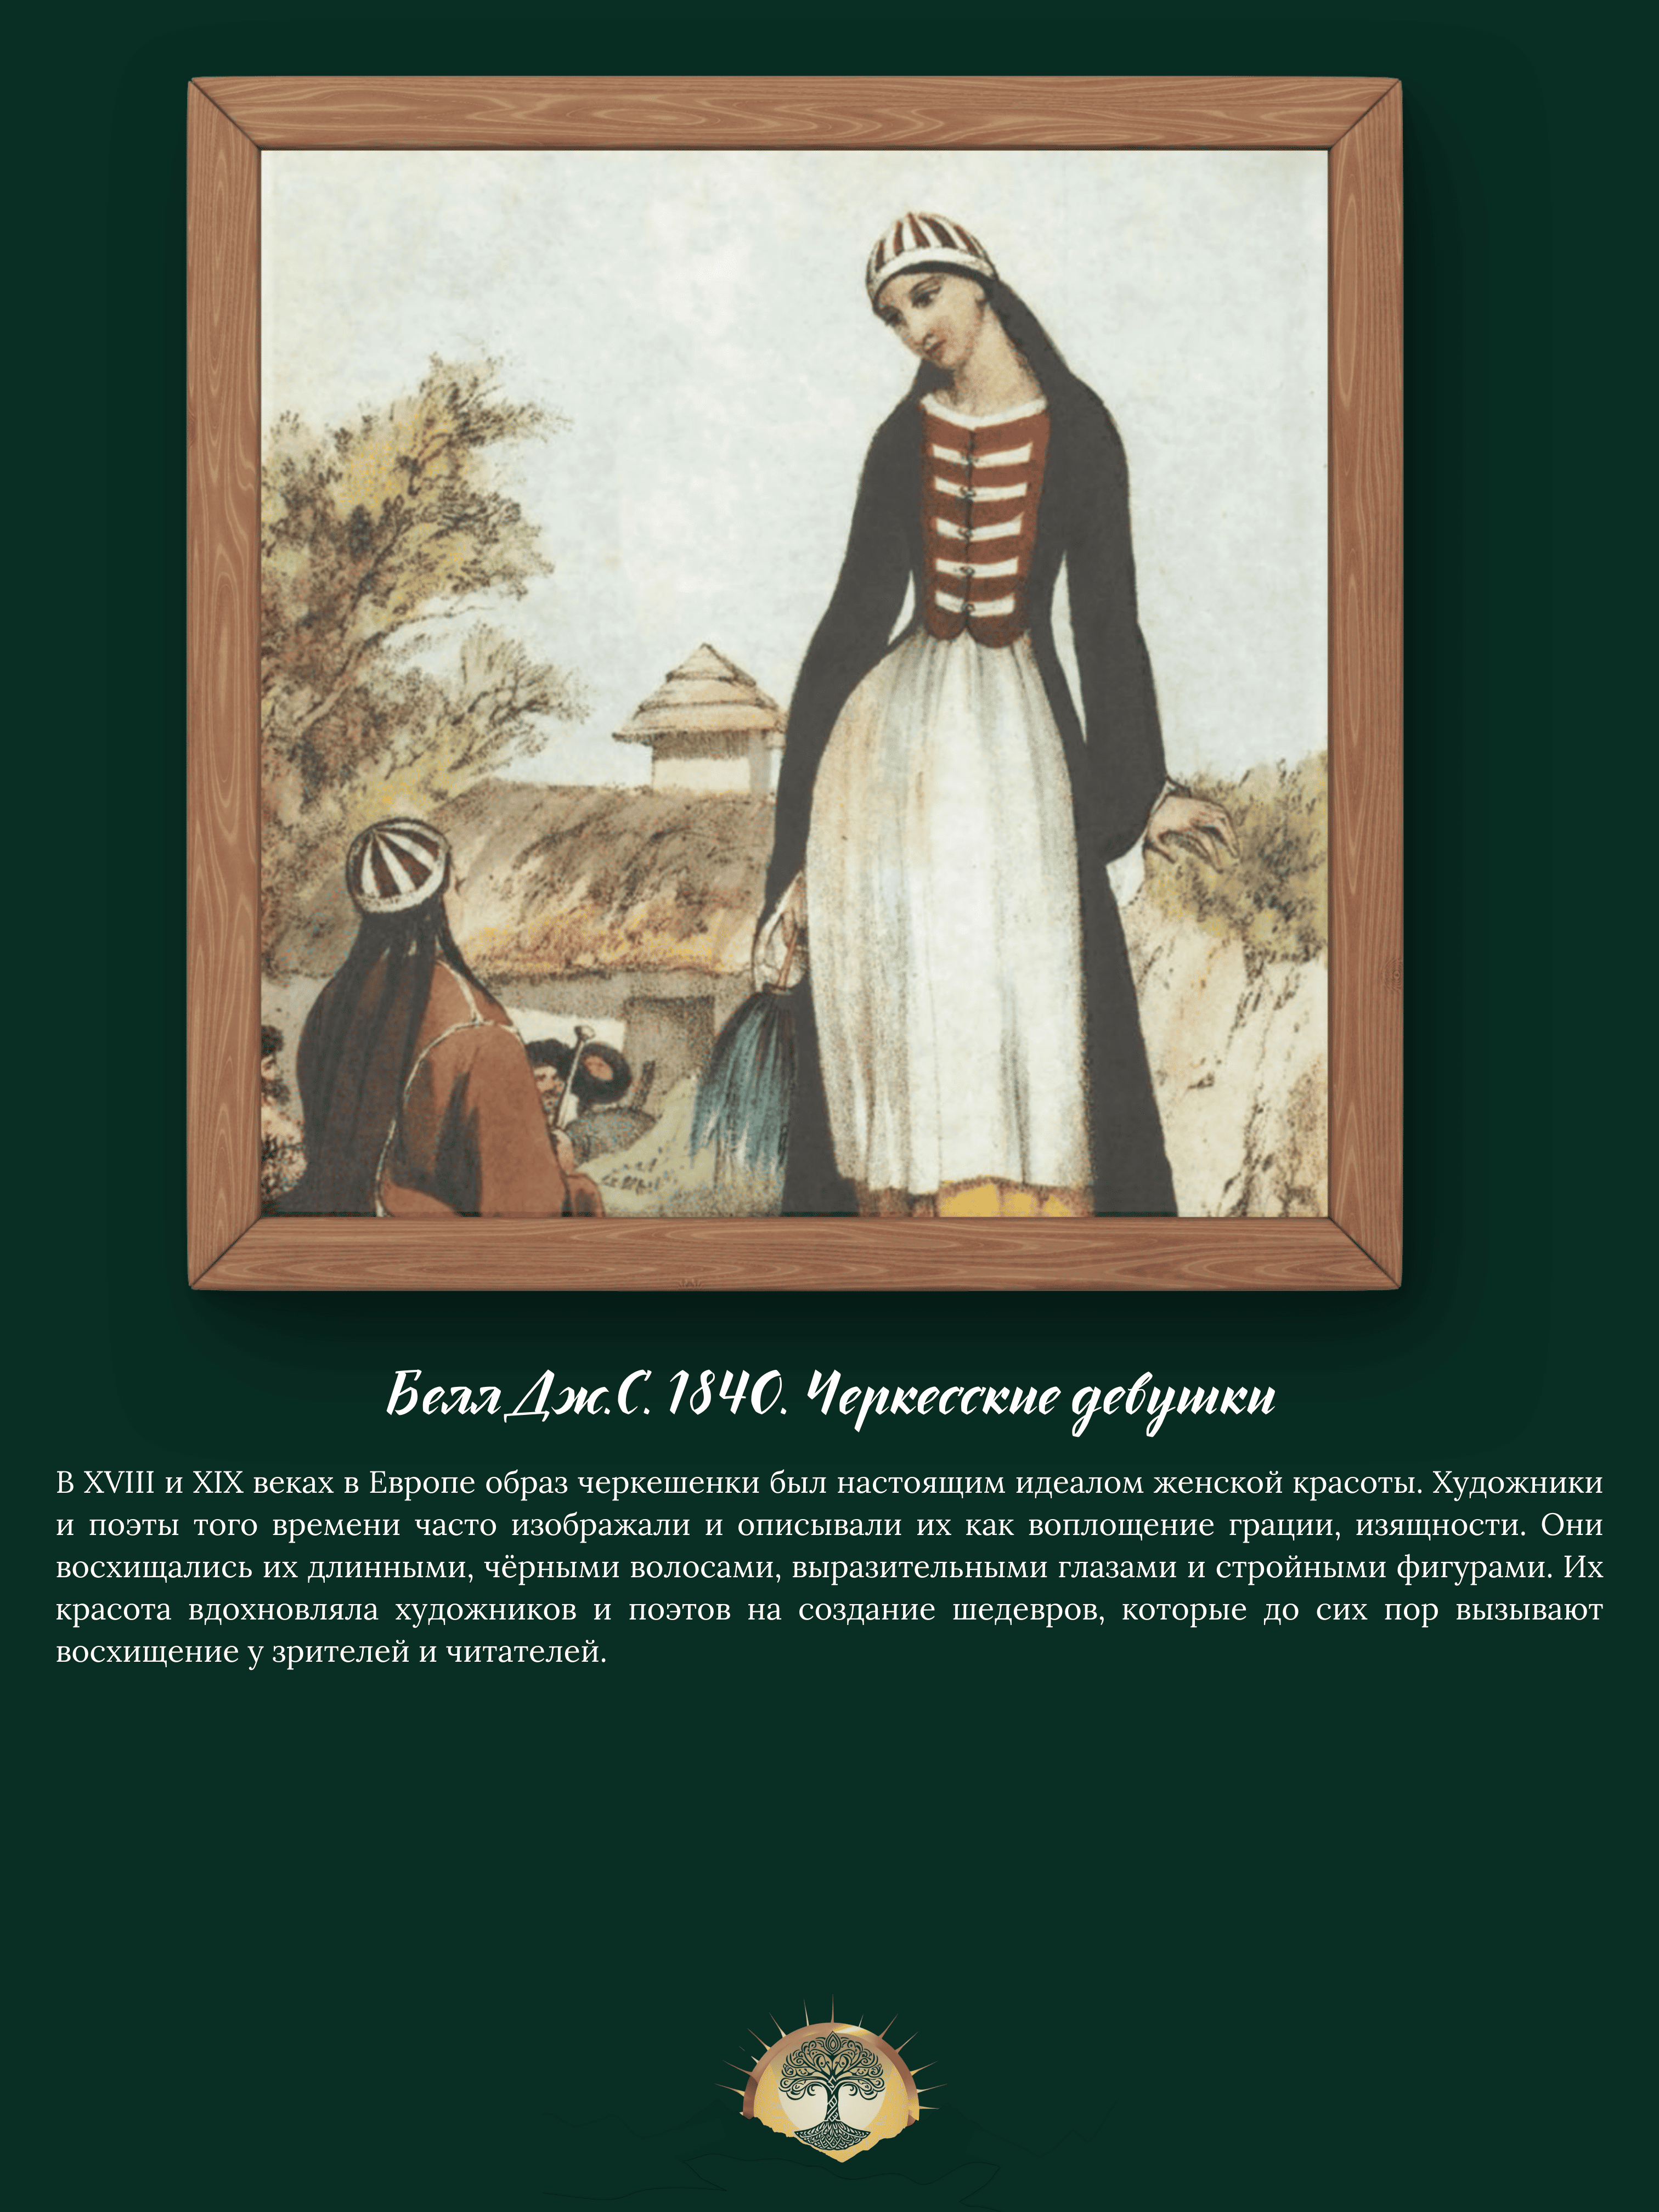 Белл Дж.С. 1840. Черкесские девушки
В XVIII и XIX веках в Европе образ черкешенки был настоящим идеалом женской красоты. Художники
и поэты того времени часто изображали и описывали их как воплощение грации, изящности. Они
восхищались их длинными, чёрными волосами, выразительными глазами и стройными фигурами. Их
красота вдохновляла художников и поэтов на создание шедевров, которые до сих пор вызывают
восхищение у зрителей и читателей.